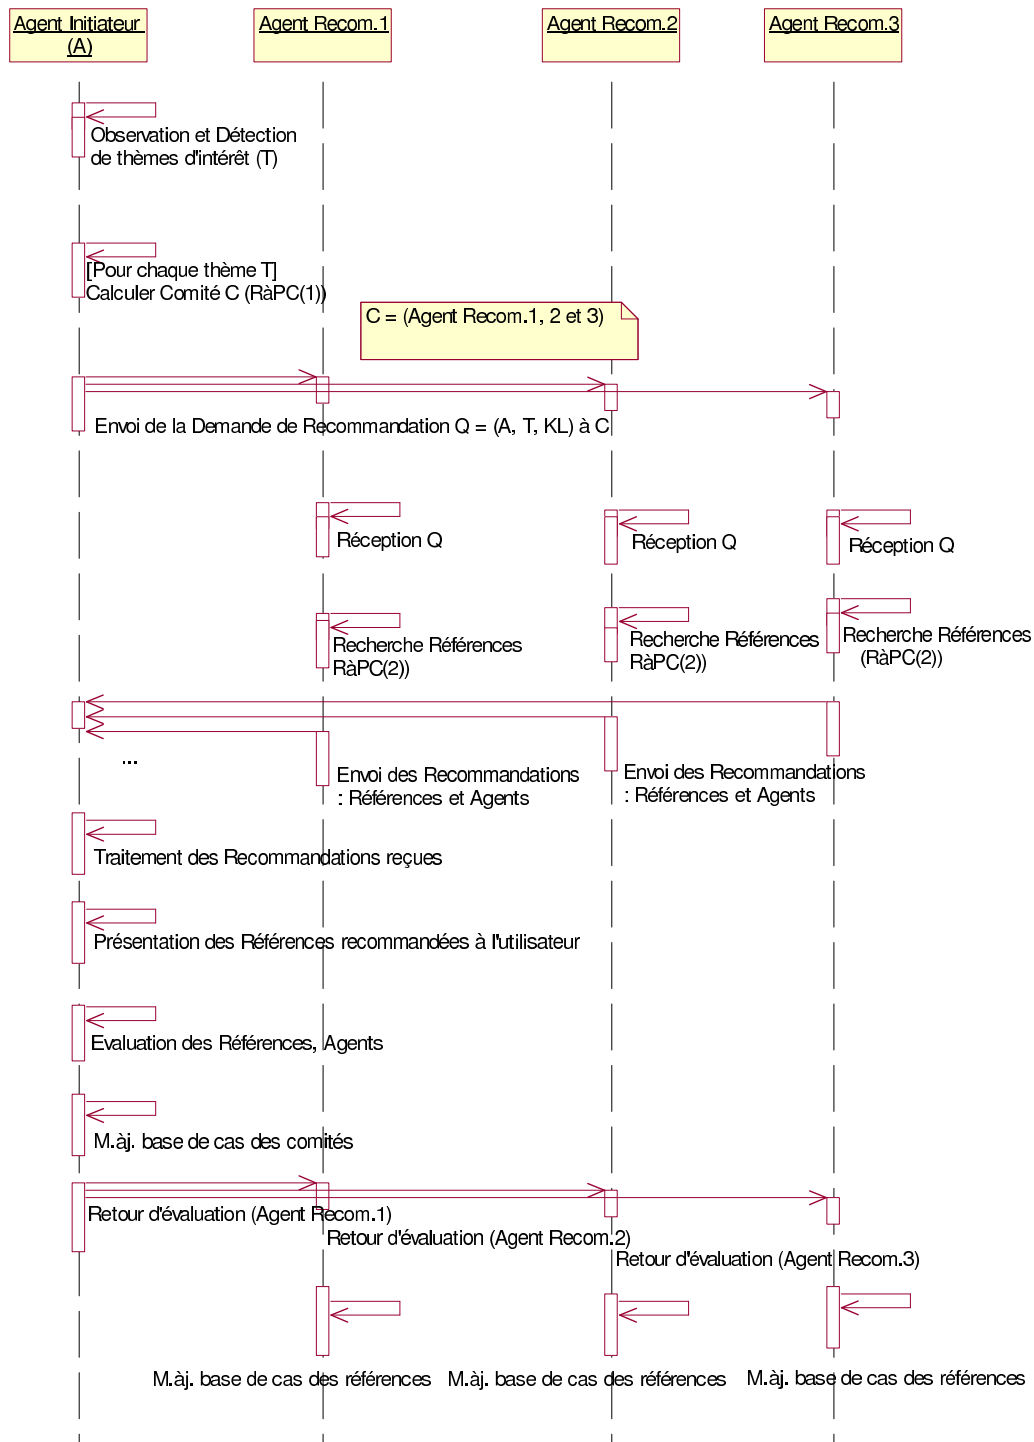 Agent Initiateur
(A)
Agent Recom.1
Agent Recom.2
Agent Recom.3
Observation et Détection
de thèmes d'intérêt (T)
[Pour chaque thème T]
Calculer Comité C (RàPC(1))
C = (Agent Recom.1, 2 et 3)
Envoi de la Demande de Recommandation Q = (A, T, KL) à C
Réception Q
Réception Q
Réception Q
Recherche Références
RàPC(2))
Recherche Références
RàPC(2))
Recherche Références
(RàPC(2))
...
Envoi des Recommandations
: Références et Agents
Envoi des Recommandations
: Références et Agents
Traitement des Recommandations reçues
Présentation des Références recommandées à l'utilisateur
Evaluation des Références, Agents
M.àj. base de cas des comités
Retour d'évaluation (Agent Recom.1)
Retour d'évaluation (Agent Recom.2)
Retour d'évaluation (Agent Recom.3)
M.àj. base de cas des références
M.àj. base de cas des références
M.àj. base de cas des références